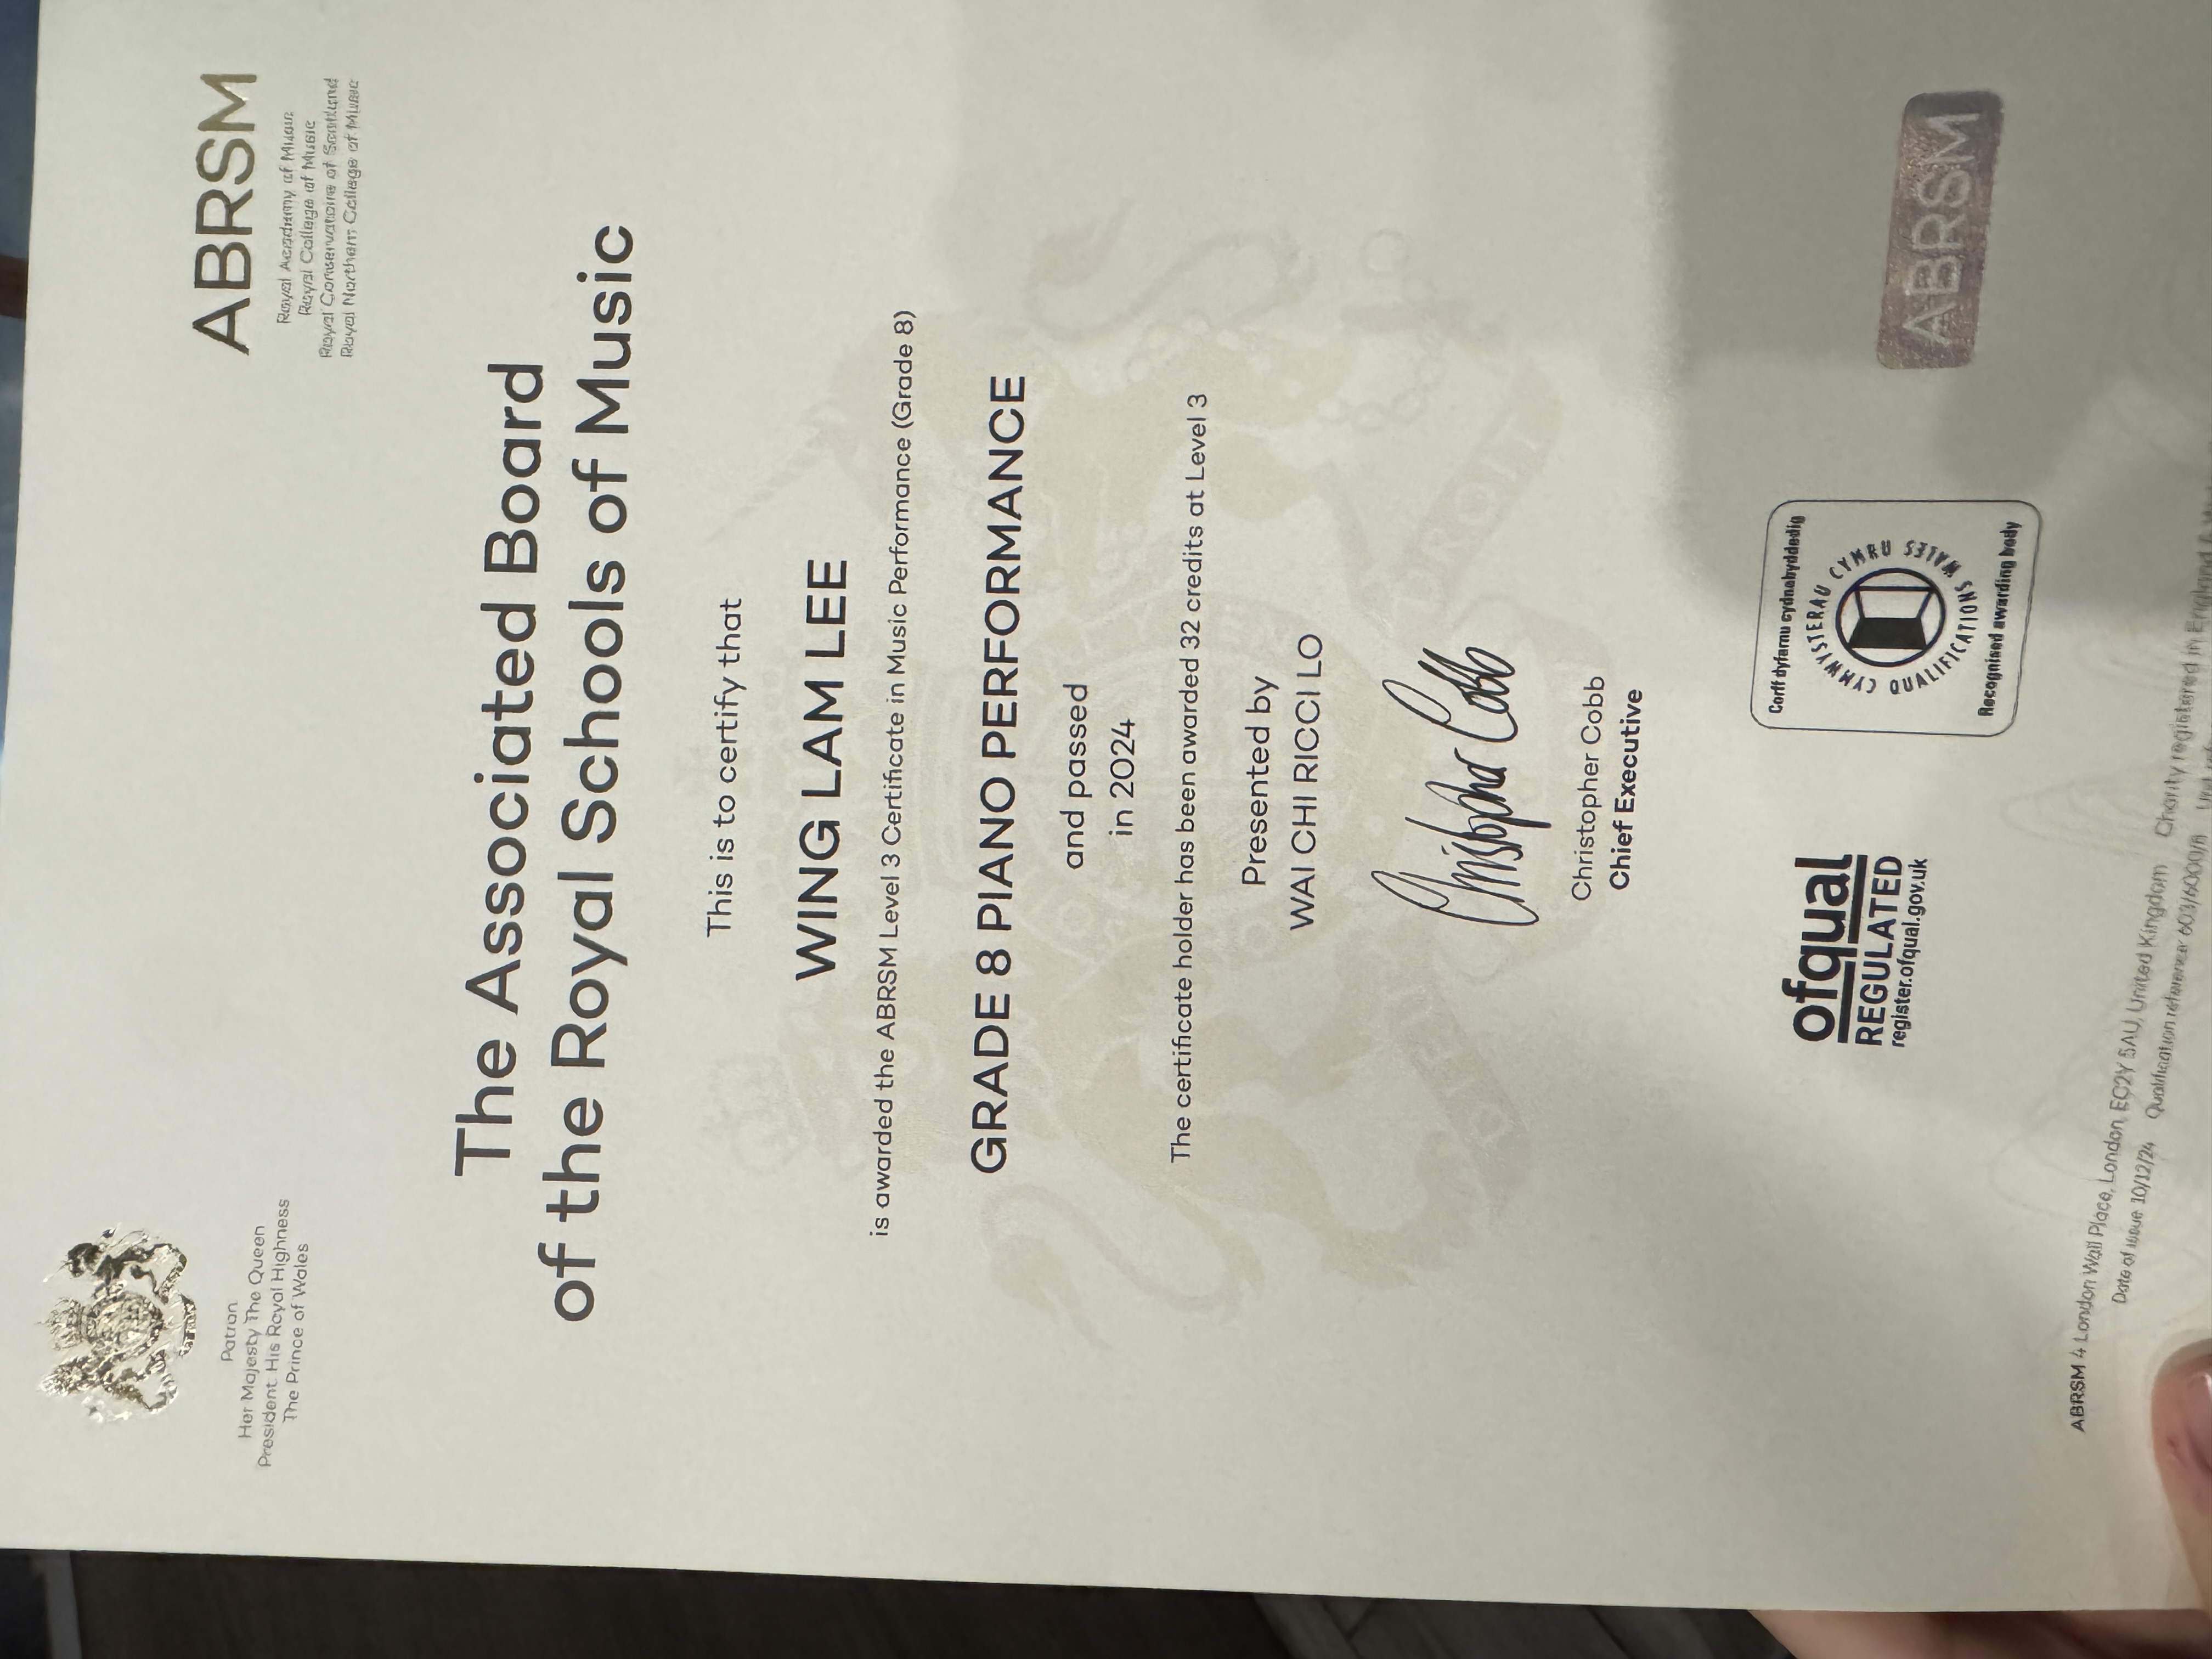 Patron
Her Majesty The Queen
President His Royal Highness
The Prince of Wales
ABRSM
Royal Academy of Music
Royal College of Music
Royal Conservatoire of Scotland
Royal Northern College of Music
The Associated Board
of the Royal Schools of Music
This is to certify that
WING LAM LEE
is awarded the ABRSM Level 3 Certificate in Music Performance (Grade 8)
GRADE 8 PIANO PERFORMANCE
and passed
in 2024
The certificate holder has been awarded 32 credits at Level 3
Presented by
WAI CHI RICCI LO
Christopher Cobb
Christopher Cobb
Chief Executive
ofqual
REGULATED
register.ofqual.gov.uk
Corff dyfarnu cydnabyddedig
CYMWYSTERAU CYMRU
QUALIFICATIONS WALES
Recognised awarding body
ABRSM
ABRSM 4 London Wall Place, London, EC2Y 5AU, United Kingdom Charity registered in England
Date of issue 10/12/24 Qualification reference